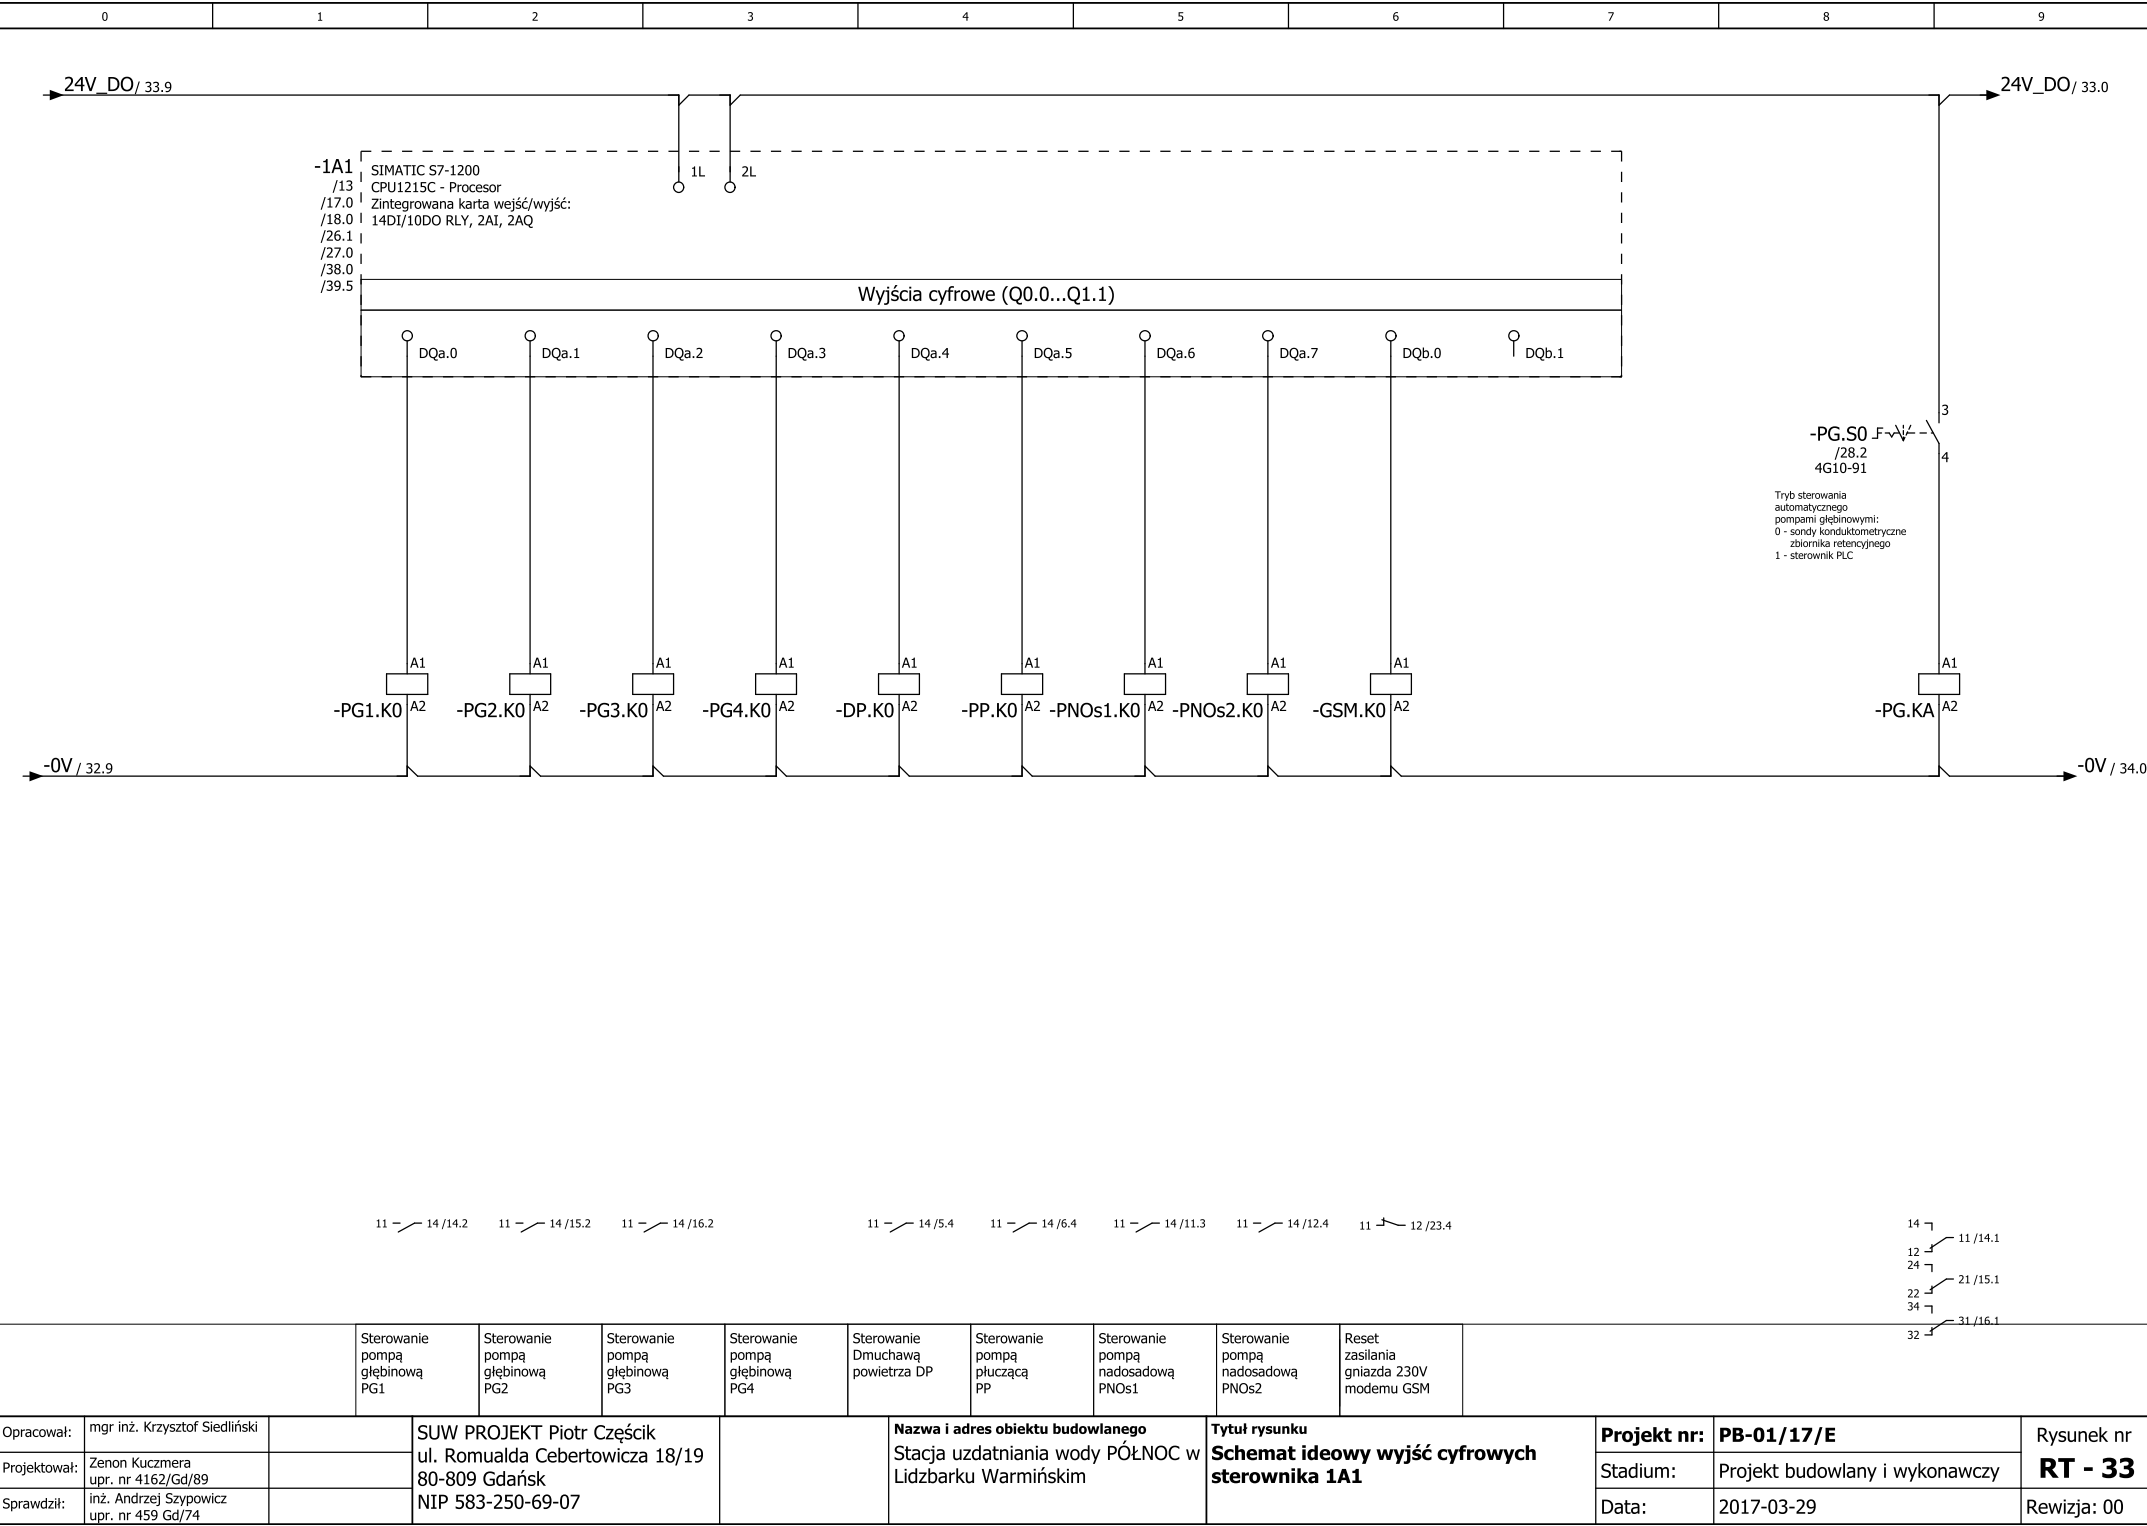 0 1 2 3 4 5 6 7 8 9
24V_DO/ 33.9
24V_DO/ 33.0
-1A1
/13
/17.0
/18.0
/26.1
/27.0
/38.0
/39.5
SIMATIC S7-1200
CPU1215C - Procesor
Zintegrowana karta wejść/wyjść:
14DI/10DO RLY, 2AI, 2AQ
1L 2L
Wyjścia cyfrowe (Q0.0...Q1.1)
DQa.0 DQa.1 DQa.2 DQa.3 DQa.4 DQa.5 DQa.6 DQa.7 DQb.0 DQb.1
3
-PG.S0
/28.2
4G10-91
4
Tryb sterowania
automatycznego
pompami głębinowymi:
0 - sondy konduktometryczne
zbiornika retencyjnego
1 - sterownik PLC
A1 A1 A1 A1 A1 A1 A1 A1 A1 A1
-PG1.K0 A2 -PG2.K0 A2 -PG3.K0 A2 -PG4.K0 A2 -DP.K0 A2 -PP.K0 A2 -PNOs1.K0 A2 -PNOs2.K0 A2 -GSM.K0 A2 -PG.KA A2
-0V / 32.9
-0V / 34.0
11 14 /14.2 11 14 /15.2 11 14 /16.2 11 14 /5.4 11 14 /6.4 11 14 /11.3 11 14 /12.4 11 12 /23.4
14
11 /14.1
12
24
21 /15.1
22
34
31 /16.1
32
Sterowanie
pompą
głębinową
PG1
Sterowanie
pompą
głębinową
PG2
Sterowanie
pompą
głębinową
PG3
Sterowanie
pompą
głębinową
PG4
Sterowanie
Dmuchawą
powietrza DP
Sterowanie
pompą
płuczącą
PP
Sterowanie
pompą
nadosadową
PNOs1
Sterowanie
pompą
nadosadową
PNOs2
Reset
zasilania
gniazda 230V
modemu GSM
Opracował: mgr inż. Krzysztof Siedliński
Projektował: Zenon Kuczmera
upr. nr 4162/Gd/89
Sprawdził: inż. Andrzej Szypowicz
upr. nr 459 Gd/74
SUW PROJEKT Piotr Częścik
ul. Romualda Cebertowicza 18/19
80-809 Gdańsk
NIP 583-250-69-07
Nazwa i adres obiektu budowlanego
Stacja uzdatniania wody PÓŁNOC w
Lidzbarku Warmińskim
Tytuł rysunku
Schemat ideowy wyjść cyfrowych
sterownika 1A1
Projekt nr: PB-01/17/E
Stadium: Projekt budowlany i wykonawczy
Data: 2017-03-29
Rysunek nr
RT - 33
Rewizja: 00